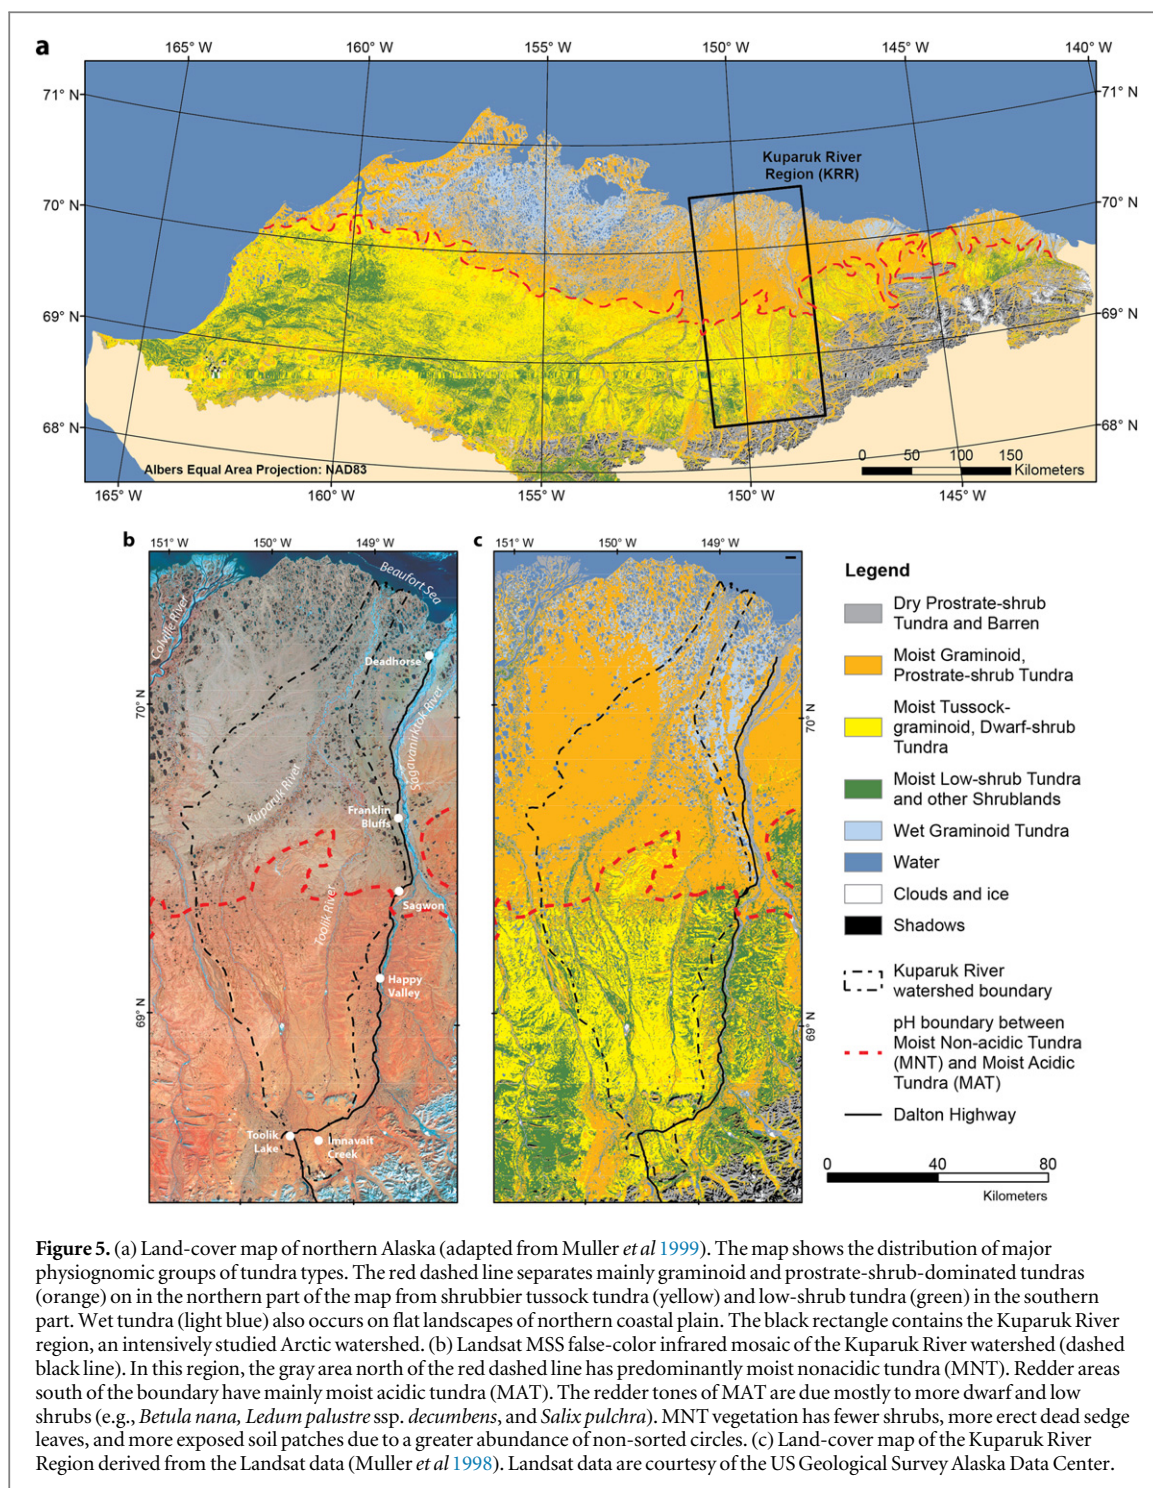 a
165° W 160° W 155° W 150° W 145° W 140° W
71° N
71° N
Kuparuk River
Region (KRR)
70° N
70° N
69° N
69° N
68° N
68° N
Albers Equal Area Projection: NAD83
0 50 100 150
Kilometers
165° W 160° W 155° W 150° W 145° W
b
151° W 150° W 149° W
Beaufort Sea
Colville River
Deadhorse
70° N
Sagavanirktok River
Kuparuk River
Franklin
Bluffs
Sagwon
Toolik River
Happy
Valley
69° N
Toolik
Lake
Imnavait
Creek
c
151° W 150° W 149° W
70° N
69° N
Legend
Dry Prostrate-shrub
Tundra and Barren
Moist Graminoid,
Prostrate-shrub Tundra
Moist Tussock-
graminoid, Dwarf-shrub
Tundra
Moist Low-shrub Tundra
and other Shrublands
Wet Graminoid Tundra
Water
Clouds and ice
Shadows
Kuparuk River
watershed boundary
pH boundary between
Moist Non-acidic Tundra
(MNT) and Moist Acidic
Tundra (MAT)
Dalton Highway
0 40 80
Kilometers
Figure 5. (a) Land-cover map of northern Alaska (adapted from Muller et al 1999). The map shows the distribution of major
physiognomic groups of tundra types. The red dashed line separates mainly graminoid and prostrate-shrub-dominated tundras
(orange) on in the northern part of the map from shrubbier tussock tundra (yellow) and low-shrub tundra (green) in the southern
part. Wet tundra (light blue) also occurs on flat landscapes of northern coastal plain. The black rectangle contains the Kuparuk River
region, an intensively studied Arctic watershed. (b) Landsat MSS false-color infrared mosaic of the Kuparuk River watershed (dashed
black line). In this region, the gray area north of the red dashed line has predominantly moist nonacidic tundra (MNT). Redder areas
south of the boundary have mainly moist acidic tundra (MAT). The redder tones of MAT are due mostly to more dwarf and low
shrubs (e.g., Betula nana, Ledum palustre ssp. decumbens, and Salix pulchra). MNT vegetation has fewer shrubs, more erect dead sedge
leaves, and more exposed soil patches due to a greater abundance of non-sorted circles. (c) Land-cover map of the Kuparuk River
Region derived from the Landsat data (Muller et al 1998). Landsat data are courtesy of the US Geological Survey Alaska Data Center.